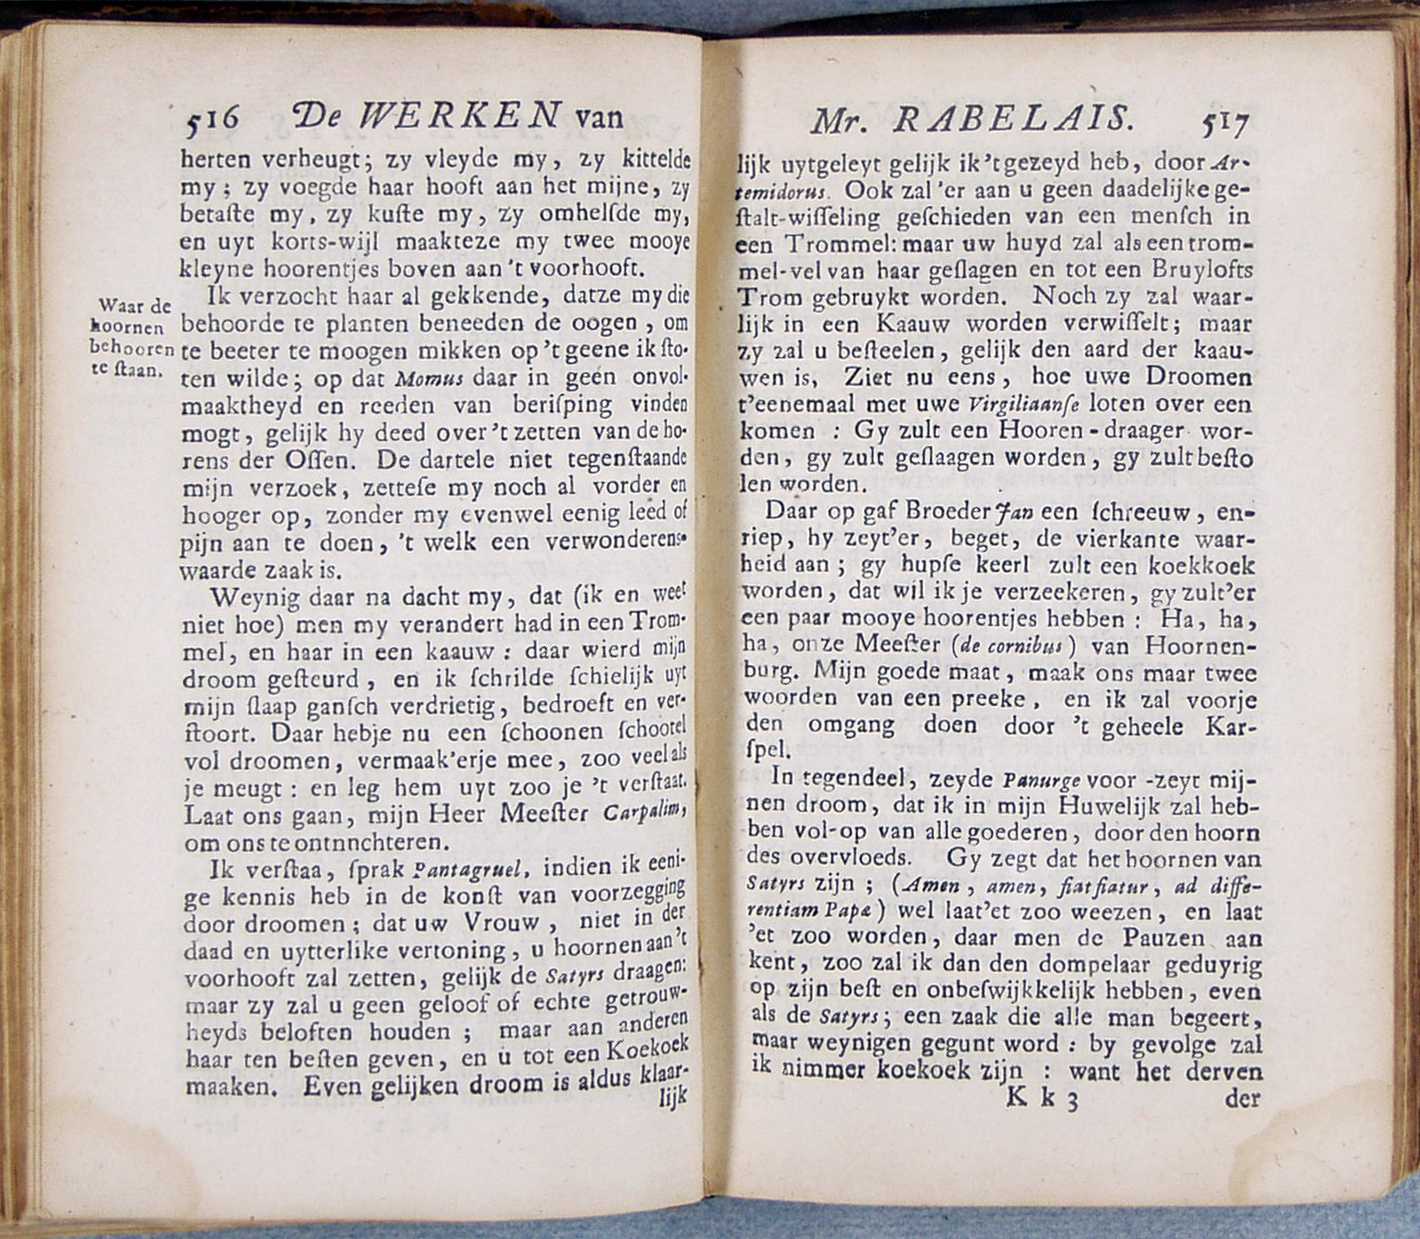 516 De WERKEN van
herten verheugt; zy vleyde my, zy kittelde
my; zy voegde haar hooft aan het mijne, zy
betaſte my, zy kuſte my, zy omhelſde my,
en uyt korts-wijl maakteze my twee mooye
kleyne hoorentjes boven aan 't voorhooft.
Ik verzocht haar al gekkende, datze my die
behoorde te planten beneeden de oogen, om
te beeter te moogen mikken op 't geene ik ſto-
ten wilde; op dat Momus daar in geén onvol-
maaktheyd en reeden van beriſping vinden
mogt, gelijk hy deed over 't zetten van de ho-
rens der Oſſen. De dartele niet tegenſtaande
mijn verzoek, zetteſe my noch al vorder en
hooger op, zonder my evenwel eenig leed of
pijn aan te doen, 't welk een verwonderens-
waarde zaak is.
Waar de
hoornen
behooren
te ſtaan.
Weynig daar na dacht my, dat (ik en weet
niet hoe) men my verandert had in een Trom-
mel, en haar in een kaauw: daar wierd mijn
droom geſteurd, en ik ſchrilde ſchielijk uyt
mijn ſlaap ganſch verdrietig, bedroeft en ver-
ſtoort. Daar hebje nu een ſchoonen ſchootel
vol droomen, vermaak'erje mee, zoo veel als
je meugt: en leg hem uyt zoo je 't verſtaat.
Laat ons gaan, mijn Heer Meeſter Carpalim,
om ons te ontnnchteren.
Ik verſtaa, ſprak Pantagruel, indien ik eeni-
ge kennis heb in de konſt van voorzegging
door droomen; dat uw Vrouw, niet in der
daad en uytterlike vertoning, u hoornen aan 't
voorhooft zal zetten, gelijk de Satyrs draagen:
maar zy zal u geen geloof of echte getrouw-
heyds beloften houden; maar aan anderen
haar ten beſten geven, en u tot een Koekoek
maaken. Even gelijken droom is aldus klaar-
lijk
Mr. RABELAIS. 517
lijk uytgeleyt gelijk ik 't gezeyd heb, door Ar-
temidorus. Ook zal 'er aan u geen daadelijke ge-
ſtalt-wiſſeling geſchieden van een menſch in
een Trommel: maar uw huyd zal als een trom-
mel-vel van haar geſlagen en tot een Bruylofts
Trom gebruykt worden. Noch zy zal waar-
lijk in een Kaauw worden verwiſſelt; maar
zy zal u beſteelen, gelijk den aard der kaau-
wen is, Ziet nu eens, hoe uwe Droomen
t'eenemaal met uwe Virgiliaanſe loten over een
komen: Gy zult een Hooren-draager wor-
den, gy zult geſlaagen worden, gy zult beſto
len worden.
Daar op gaf Broeder Jan een ſchreeuw, en-
riep, hy zeyt'er, beget, de vierkante waar-
heid aan; gy hupſe keerl zult een koekkoek
worden, dat wil ik je verzeekeren, gy zult'er
een paar mooye hoorentjes hebben: Ha, ha,
ha, onze Meeſter (de cornibus) van Hoornen-
burg. Mijn goede maat, maak ons maar twee
woorden van een preeke, en ik zal voorje
den omgang doen door 't geheele Kar-
ſpel.
In tegendeel, zeyde Panurge voor-zeyt mij-
nen droom, dat ik in mijn Huwelijk zal heb-
ben vol-op van alle goederen, door den hoorn
des overvloeds. Gy zegt dat het hoornen van
Satyrs zijn; (Amen, amen, fiat fiatur, ad diffe-
rentiam Papæ) wel laat'et zoo weezen, en laat
'et zoo worden, daar men de Pauzen aan
kent, zoo zal ik dan den dompelaar geduyrig
op zijn beſt en onbeſwijkkelijk hebben, even
als de Satyrs; een zaak die alle man begeert,
maar weynigen gegunt word: by gevolge zal
ik nimmer koekoek zijn: want het derven
K k 3 der